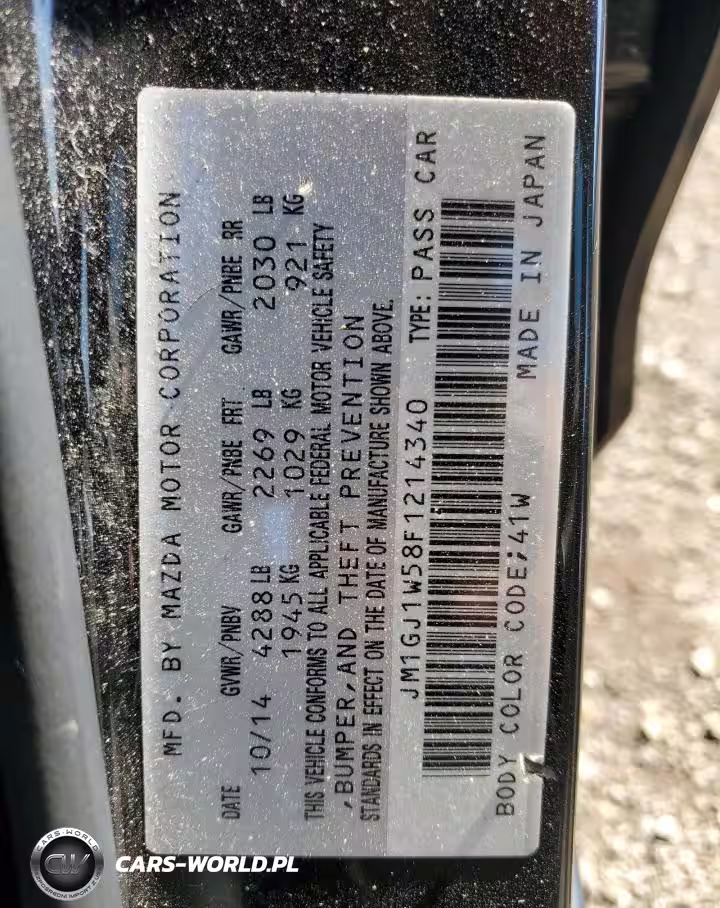 MFD. BY MAZDA MOTOR CORPORATION
DATE GVWR/PNBV GAWR/PNBE FRT GAWR/PNBE RR
10/14 4288 LB 2269 LB 2030 LB
1945 KG 1029 KG 921 KG
THIS VEHICLE CONFORMS TO ALL APPLICABLE FEDERAL MOTOR VEHICLE SAFETY
,BUMPER,AND THEFT PREVENTION
STANDARDS IN EFFECT ON THE DATE OF MANUFACTURE SHOWN ABOVE.
JM1GJ1W58F1214340 TYPE: PASS CAR
BODY COLOR CODE:41W MADE IN JAPAN
CARS-WORLD
CW
CARS-WORLD.PL